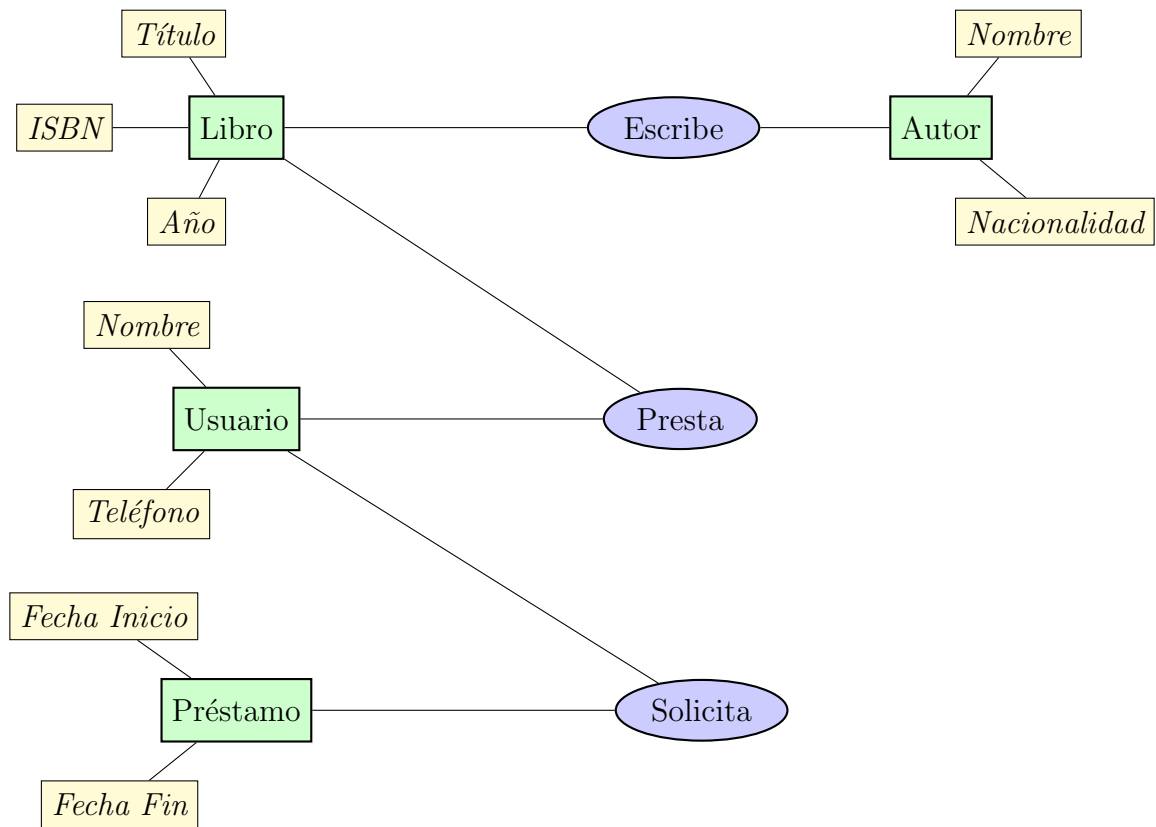 Título
Nombre
ISBN
Libro
Escribe
Autor
Año
Nacionalidad
Nombre
Usuario
Presta
Teléfono
Fecha Inicio
Préstamo
Solicita
Fecha Fin